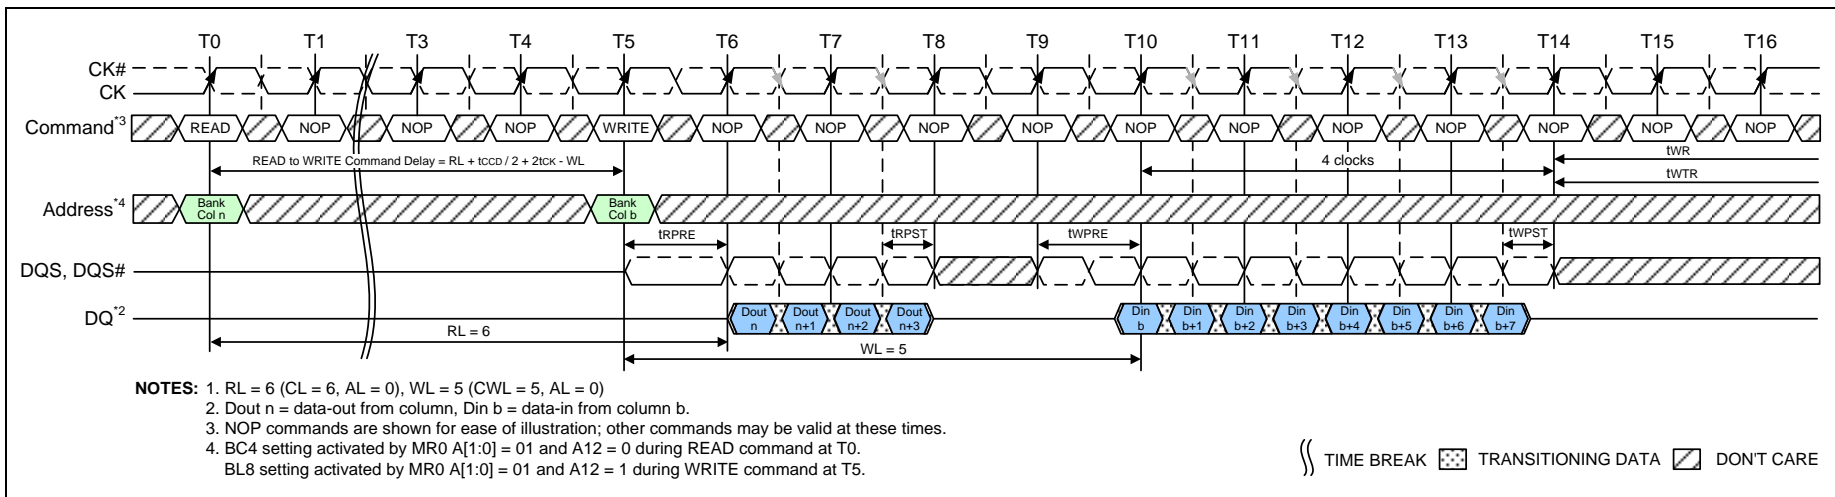 T0 T1 T3 T4 T5 T6 T7 T8 T9 T10 T11 T12 T13 T14 T15 T16
CK#
CK
Command*3 READ NOP NOP NOP WRITE NOP NOP NOP NOP NOP NOP NOP NOP NOP NOP NOP
READ to WRITE Command Delay = RL + tCCD / 2 + 2tCK - WL 4 clocks tWR
tWTR
Address*4 Bank Col n Bank Col b
tRPRE tRPST tWPRE tWPST
DQS, DQS#
DQ*2 Dout n Dout n+1 Dout n+2 Dout n+3 Din b Din b+1 Din b+2 Din b+3 Din b+4 Din b+5 Din b+6 Din b+7
RL = 6
WL = 5
NOTES: 1. RL = 6 (CL = 6, AL = 0), WL = 5 (CWL = 5, AL = 0)
2. Dout n = data-out from column, Din b = data-in from column b.
3. NOP commands are shown for ease of illustration; other commands may be valid at these times.
4. BC4 setting activated by MR0 A[1:0] = 01 and A12 = 0 during READ command at T0.
BL8 setting activated by MR0 A[1:0] = 01 and A12 = 1 during WRITE command at T5.
TIME BREAK TRANSITIONING DATA DON'T CARE